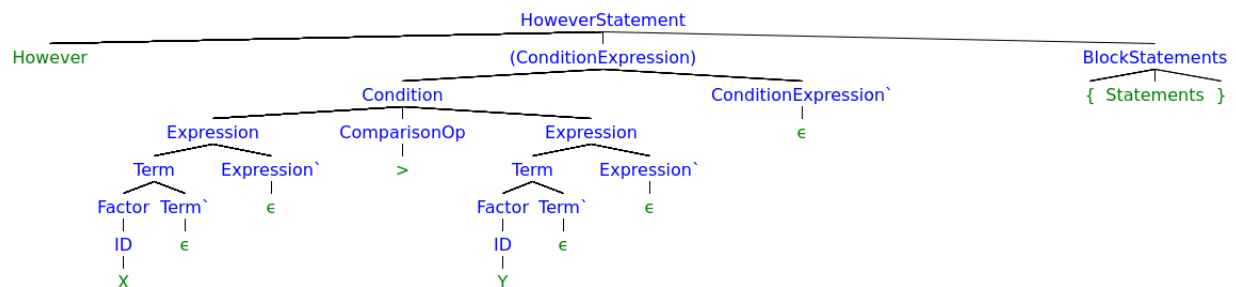 HoweverStatement
However (ConditionExpression) BlockStatements
Condition ConditionExpression` { Statements }
Expression ComparisonOp Expression ϵ
Term Expression` > Term Expression`
Factor Term` ϵ Factor Term` ϵ
ID ϵ ID ϵ
X Y